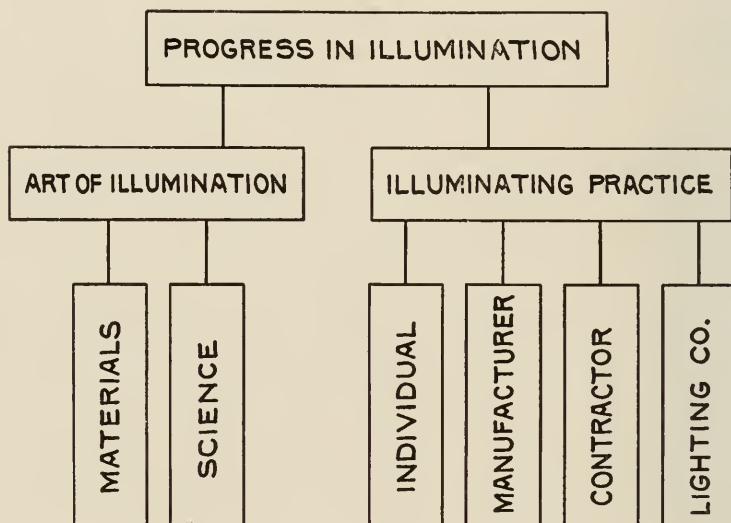 PROGRESS IN ILLUMINATION
ART OF ILLUMINATION
ILLUMINATING PRACTICE
MATERIALS
SCIENCE
INDIVIDUAL
MANUFACTURER
CONTRACTOR
LIGHTING CO.